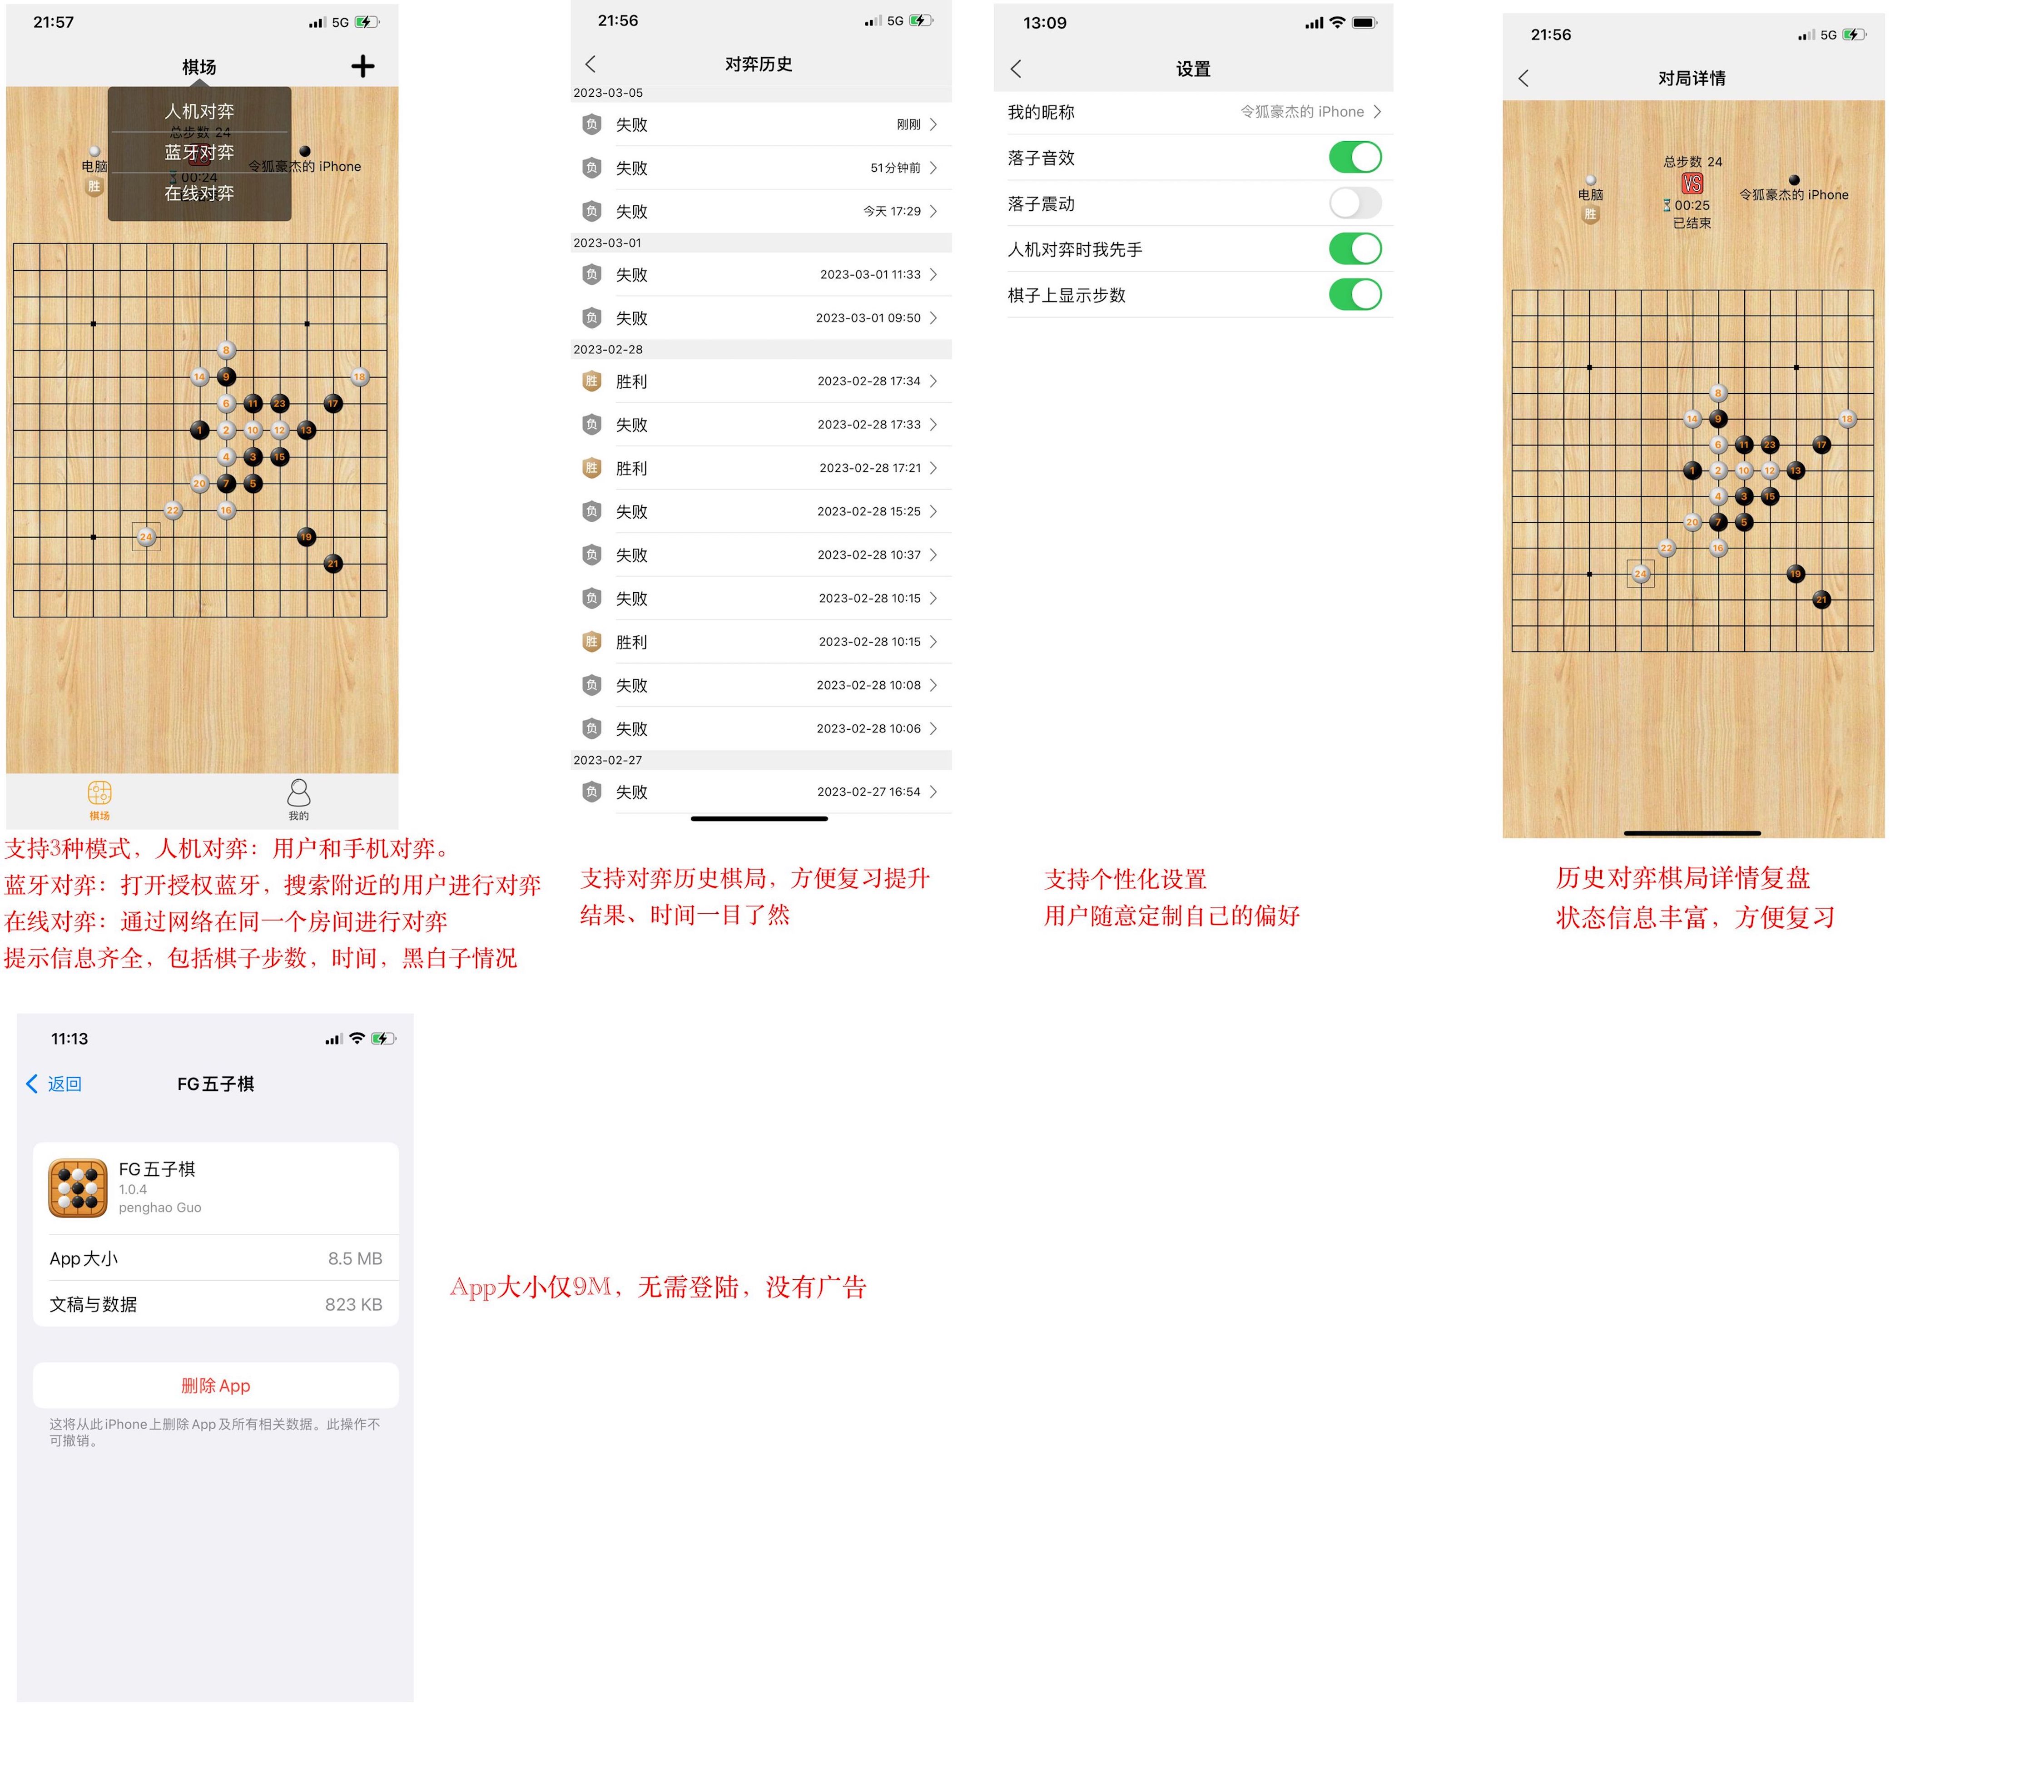 21:57
5G
棋场
人机对弈
总步数 24
蓝牙对弈
电脑
令狐豪杰的 iPhone
00:24
胜
在线对弈
8
14 9 18
6 11 23 17
1 2 10 12 13
4 3 15
20 7 5
22 16
24 19
21
棋场
我的
支持3种模式，人机对弈：用户和手机对弈。
蓝牙对弈：打开授权蓝牙，搜索附近的用户进行对弈
在线对弈：通过网络在同一个房间进行对弈
提示信息齐全，包括棋子步数，时间，黑白子情况
21:56
5G
对弈历史
2023-03-05
负 失败 刚刚
负 失败 51分钟前
负 失败 今天 17:29
2023-03-01
负 失败 2023-03-01 11:33
负 失败 2023-03-01 09:50
2023-02-28
胜 胜利 2023-02-28 17:34
负 失败 2023-02-28 17:33
胜 胜利 2023-02-28 17:21
负 失败 2023-02-28 15:25
负 失败 2023-02-28 10:37
负 失败 2023-02-28 10:15
胜 胜利 2023-02-28 10:15
负 失败 2023-02-28 10:08
负 失败 2023-02-28 10:06
2023-02-27
负 失败 2023-02-27 16:54
支持对弈历史棋局，方便复习提升
结果、时间一目了然
13:09
设置
我的昵称 令狐豪杰的 iPhone
落子音效
落子震动
人机对弈时我先手
棋子上显示步数
支持个性化设置
用户随意定制自己的偏好
21:56
5G
对局详情
总步数 24
VS
电脑
令狐豪杰的 iPhone
00:25
胜
已结束
8
14 9 18
6 11 23 17
1 2 10 12 13
4 3 15
20 7 5
22 16
24 19
21
历史对弈棋局详情复盘
状态信息丰富，方便复习
11:13
返回
FG五子棋
FG五子棋
1.0.4
penghao Guo
App大小 8.5 MB
文稿与数据 823 KB
删除App
这将从此iPhone上删除App及所有相关数据。此操作不
可撤销。
App大小仅9M，无需登陆，没有广告